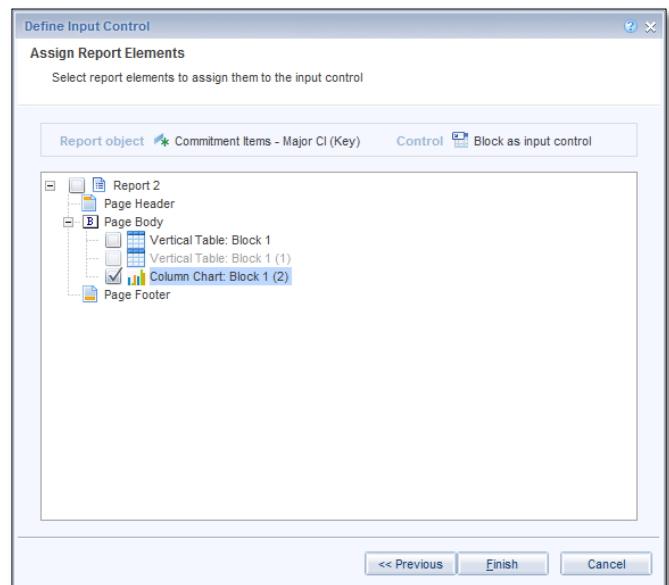 Define Input Control
Assign Report Elements
Select report elements to assign them to the input control
Report object Commitment Items - Major CI (Key) Control Block as input control
Report 2
Page Header
B Page Body
Vertical Table: Block 1
Vertical Table: Block 1 (1)
Column Chart: Block 1 (2)
Page Footer
<< Previous Finish Cancel